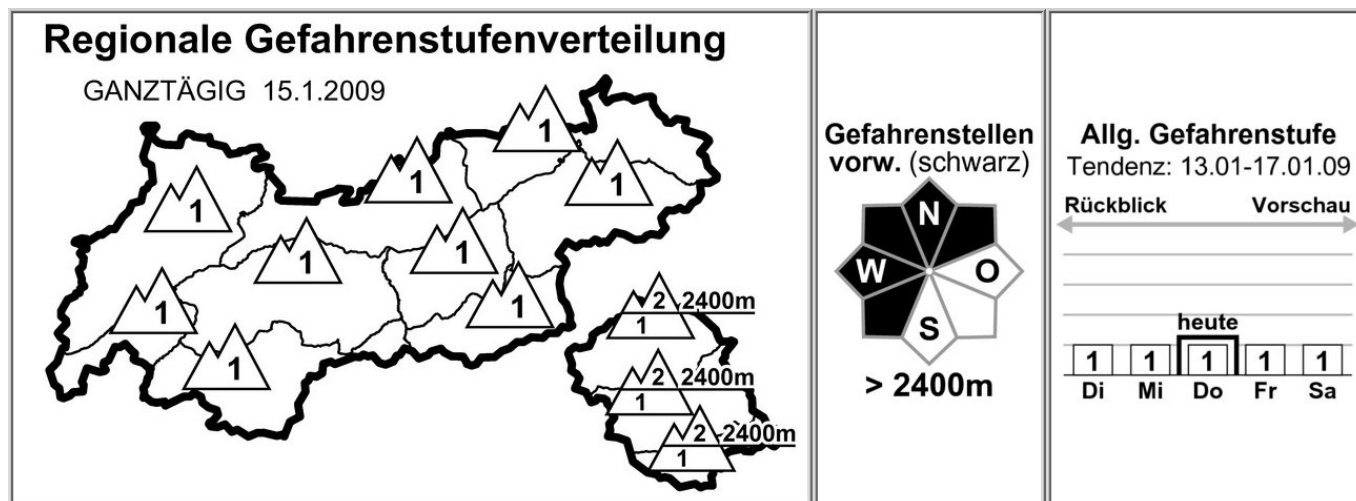 Regionale Gefahrenstufenverteilung
GANZTÄGIG 15.1.2009
1
1
1
1
1
1
1
1
1
1
2 2400m
1
2 2400m
1
2 2400m
1
Gefahrenstellen
vorw. (schwarz)
N
W O
S
> 2400m
Allg. Gefahrenstufe
Tendenz: 13.01-17.01.09
Rückblick Vorschau
heute
1 1 1 1 1
Di Mi Do Fr Sa